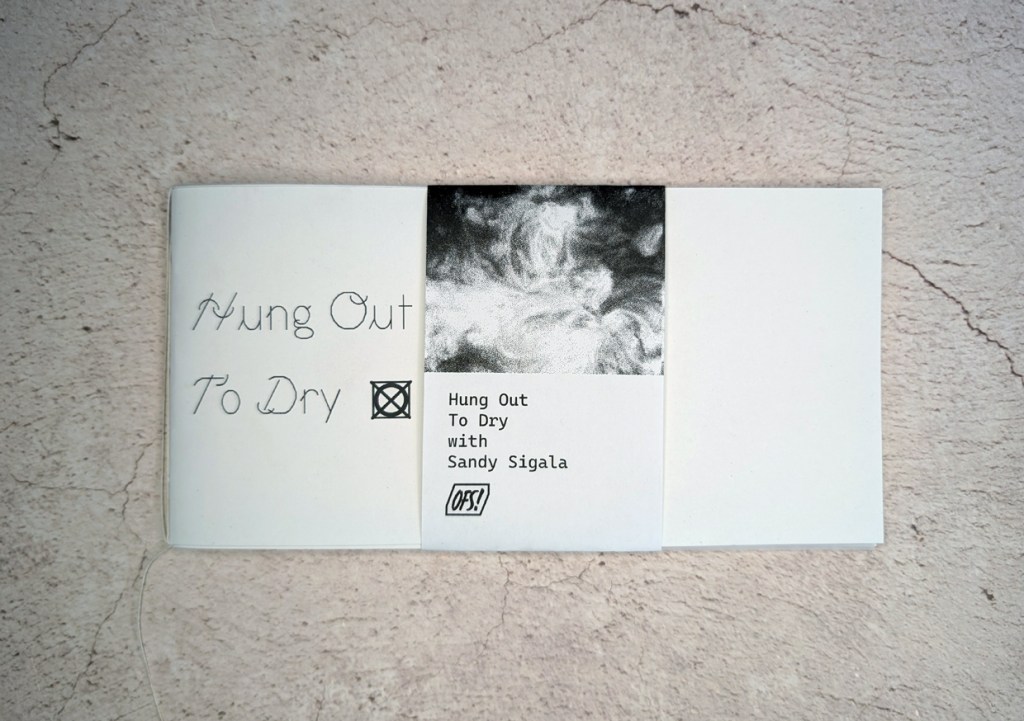 Hung Out
To Dry
Hung Out
To Dry
with
Sandy Sigala
OFS!